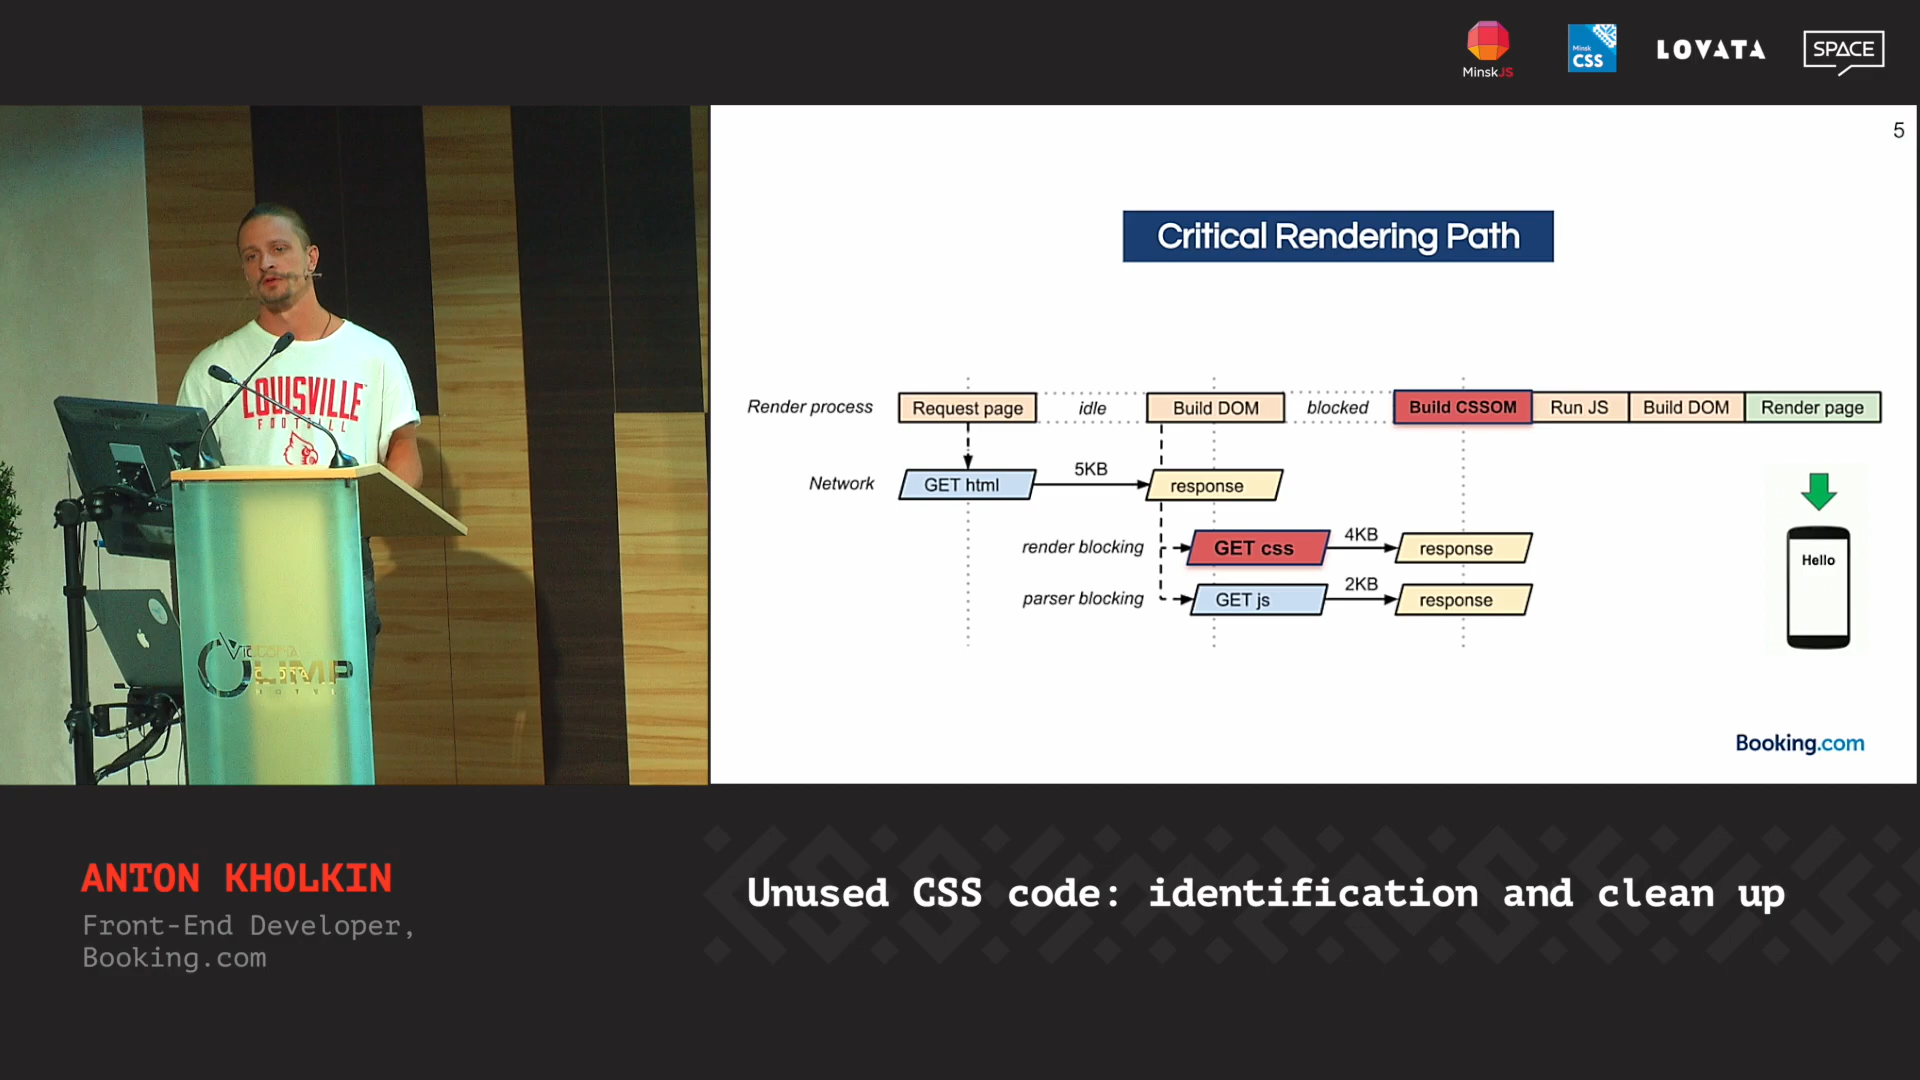 MinskJS
Minsk
CSS
LOVATA
SPACE
5
Critical Rendering Path
Render process
Request page
idle
Build DOM
blocked
Build CSSOM
Run JS
Build DOM
Render page
Network
GET html
5KB
response
render blocking
GET css
4KB
response
parser blocking
GET js
2KB
response
Hello
Booking.com
LOUISVILLE
FOOTBALL
ANTON KHOLKIN
Front-End Developer,
Booking.com
Unused CSS code: identification and clean up